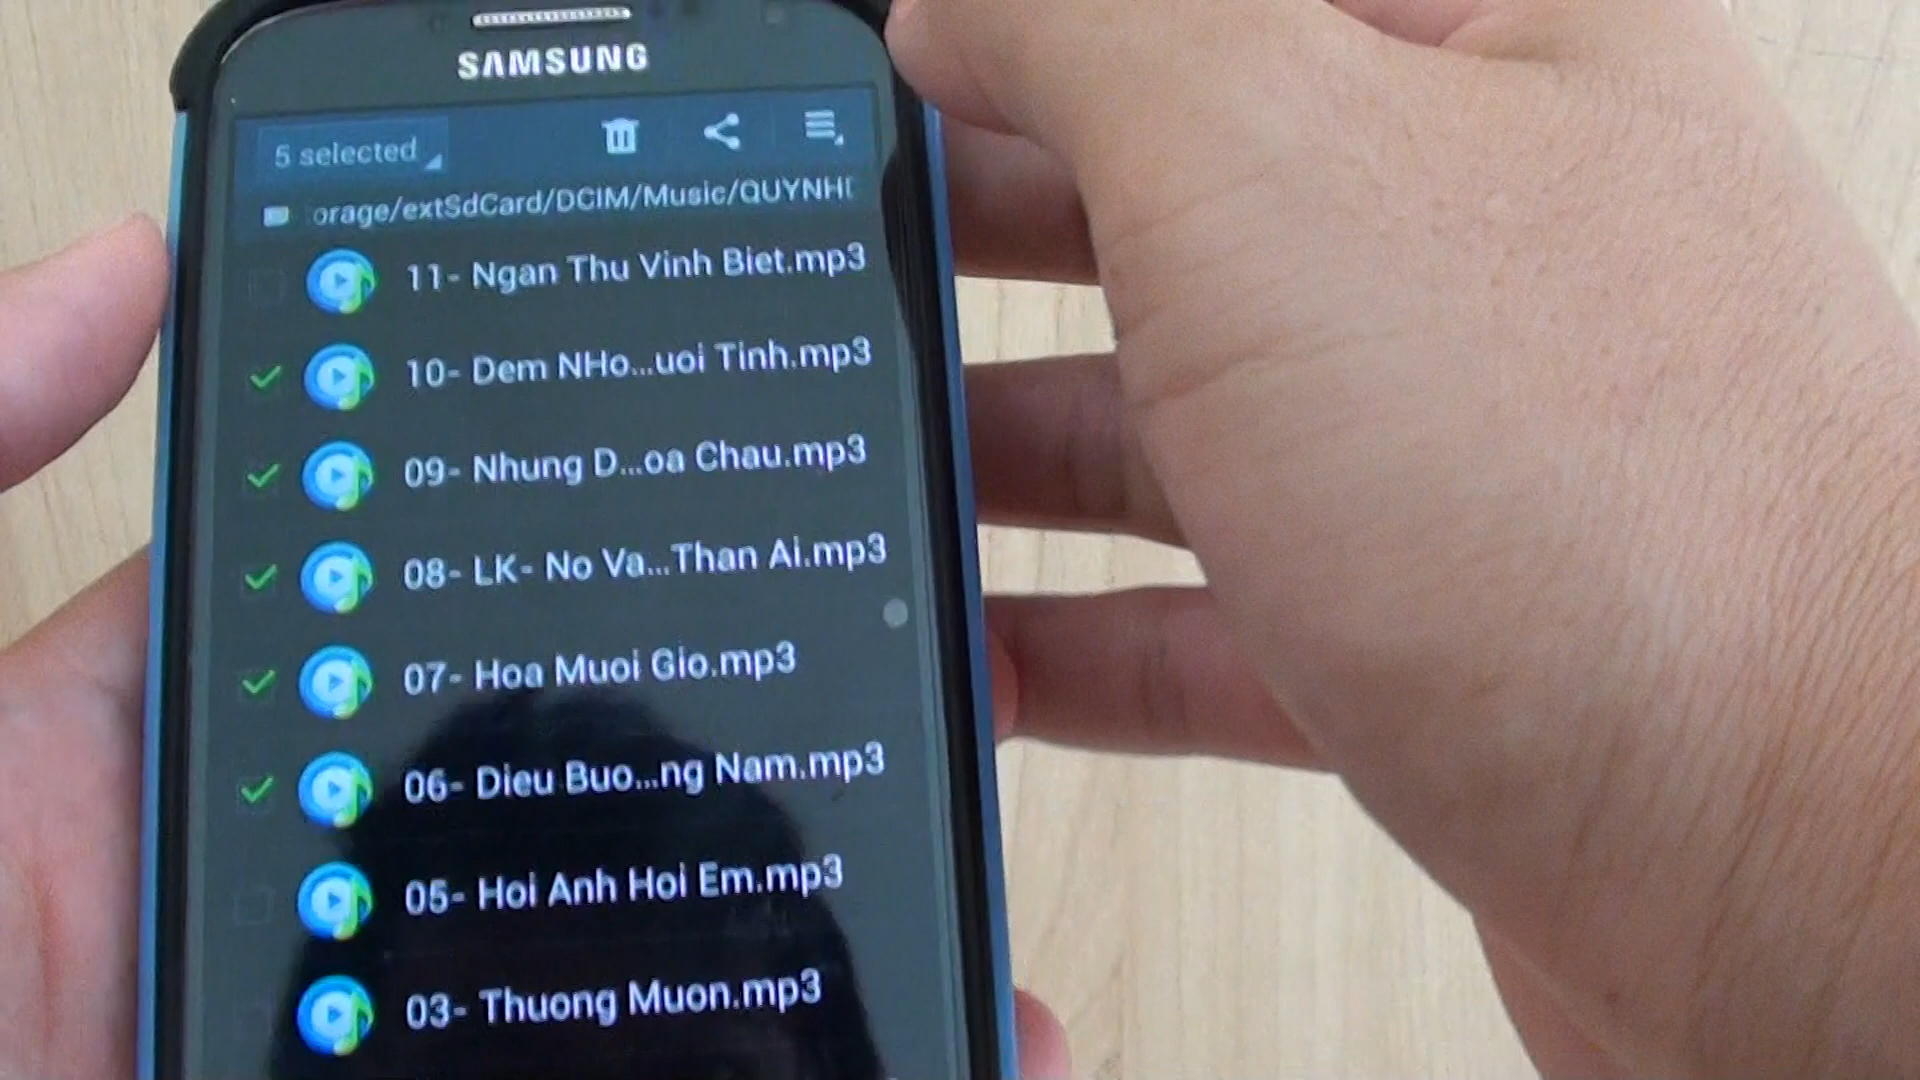 SAMSUNG
5 selected
orage/extSdCard/DCIM/Music/QUYNH
11- Ngan Thu Vinh Biet.mp3
10- Dem NHo...uoi Tinh.mp3
09- Nhung D...oa Chau.mp3
08- LK- No Va...Than Ai.mp3
07- Hoa Muoi Gio.mp3
06- Dieu Buo...ng Nam.mp3
05- Hoi Anh Hoi Em.mp3
03- Thuong Muon.mp3